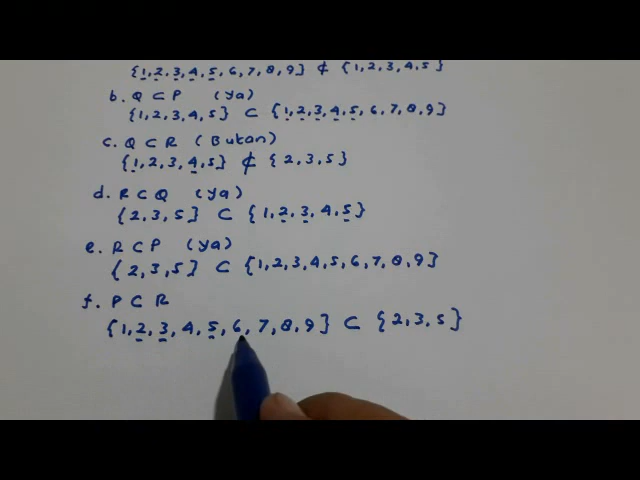 {1,2,3,4,5,6,7,8,9} ⊄ {1,2,3,4,5}
b. Q ⊂ P (Ya)
{1,2,3,4,5} ⊂ {1,2,3,4,5,6,7,8,9}
c. Q ⊂ R (Bukan)
{1,2,3,4,5} ⊄ {2,3,5}
d. R ⊂ Q (Ya)
{2,3,5} ⊂ {1,2,3,4,5}
e. R ⊂ P (Ya)
{2,3,5} ⊂ {1,2,3,4,5,6,7,8,9}
f. P ⊂ R
{1,2,3,4,5,6,7,8,9} ⊂ {2,3,5}